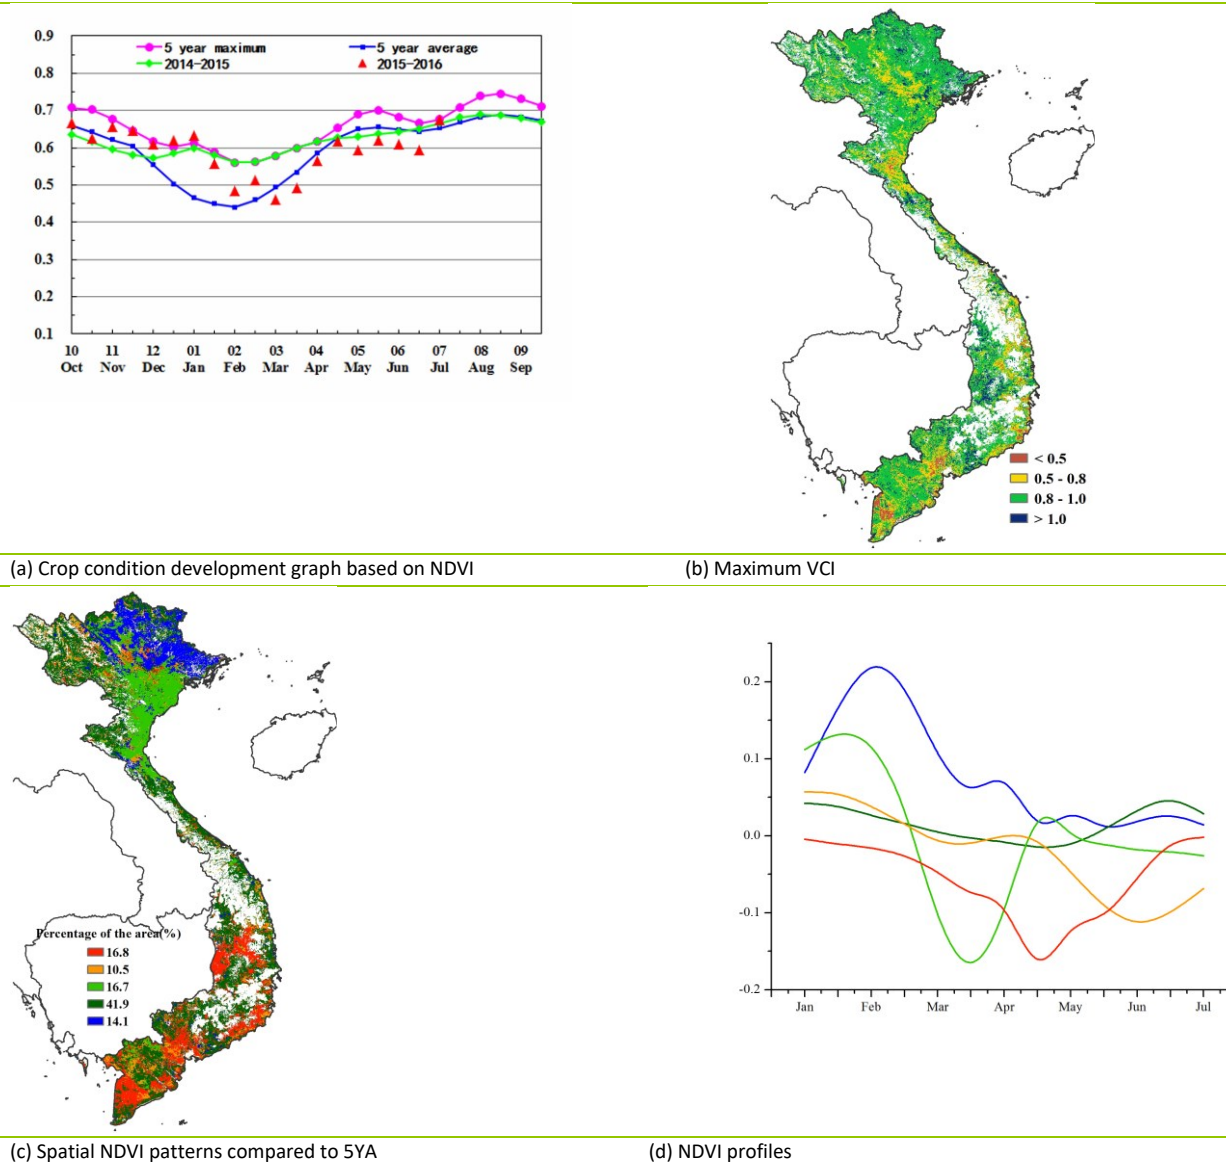 0.9
0.8
0.7
0.6
0.5
0.4
0.3
0.2
0.1
5 year maximum
5 year average
2014-2015
2015-2016
10 11 12 01 02 03 04 05 06 07 08 09
Oct Nov Dec Jan Feb Mar Apr May Jun Jul Aug Sep
< 0.5
0.5 - 0.8
0.8 - 1.0
> 1.0
(a) Crop condition development graph based on NDVI
(b) Maximum VCI
Percentage of the area(%)
16.8
10.5
16.7
41.9
14.1
0.2
0.1
0.0
-0.1
-0.2
Jan Feb Mar Apr May Jun Jul
(c) Spatial NDVI patterns compared to 5YA
(d) NDVI profiles